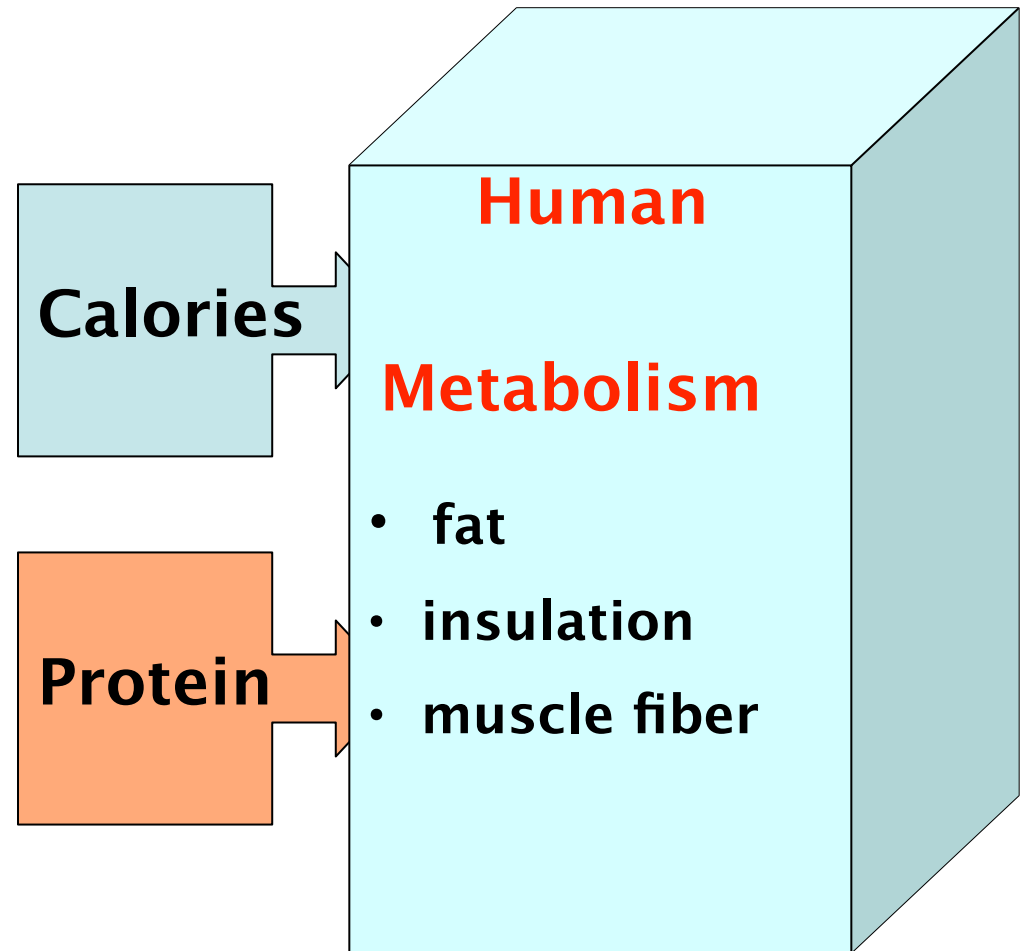 Human
Calories
Metabolism
• fat
• insulation
Protein
• muscle fiber